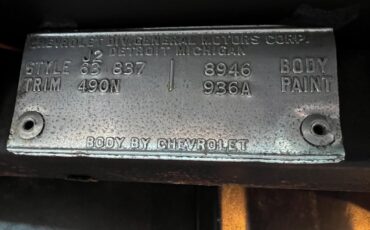 CHEVROLET DIV. GENERAL MOTORS CORP.
DETROIT MICHIGAN
J2
STYLE 65 837 8946 BODY
TRIM 490N 936A PAINT
BODY BY CHEVROLET